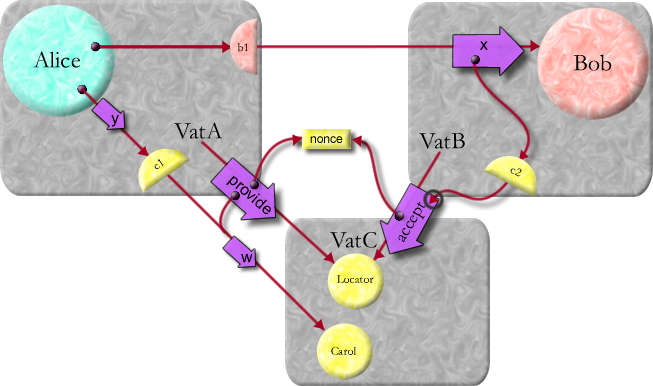 Alice
b1
x
Bob
y
VatA
nonce
VatB
c1
c2
provide
accept
VatC
w
Locator
Carol